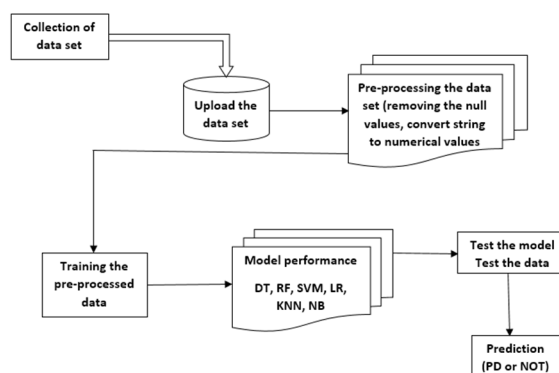 Collection of
data set
Upload the
data set
Pre-processing the data
set (removing the null
values, convert string
to numerical values
Training the
pre-processed
data
Model performance
DT, RF, SVM, LR,
KNN, NB
Test the model
Test the data
Prediction
(PD or NOT)